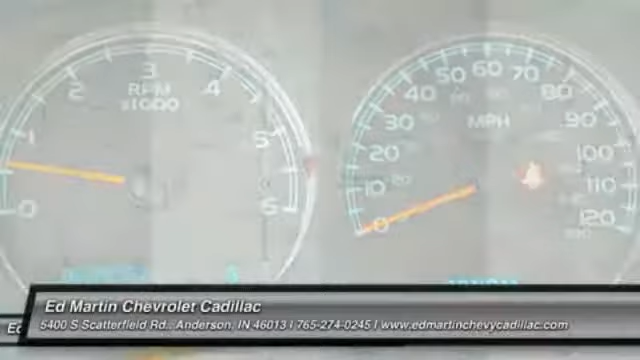 3
2 4
RPM
x1000
1 5
0 6
50 60 70
40 80
30 MPH 90
20 100
10 110
0 120
Ed Martin Chevrolet Cadillac
5400 S Scatterfield Rd., Anderson, IN 46013 | 765-274-0245 | www.edmartinchevycadillac.com
Ed